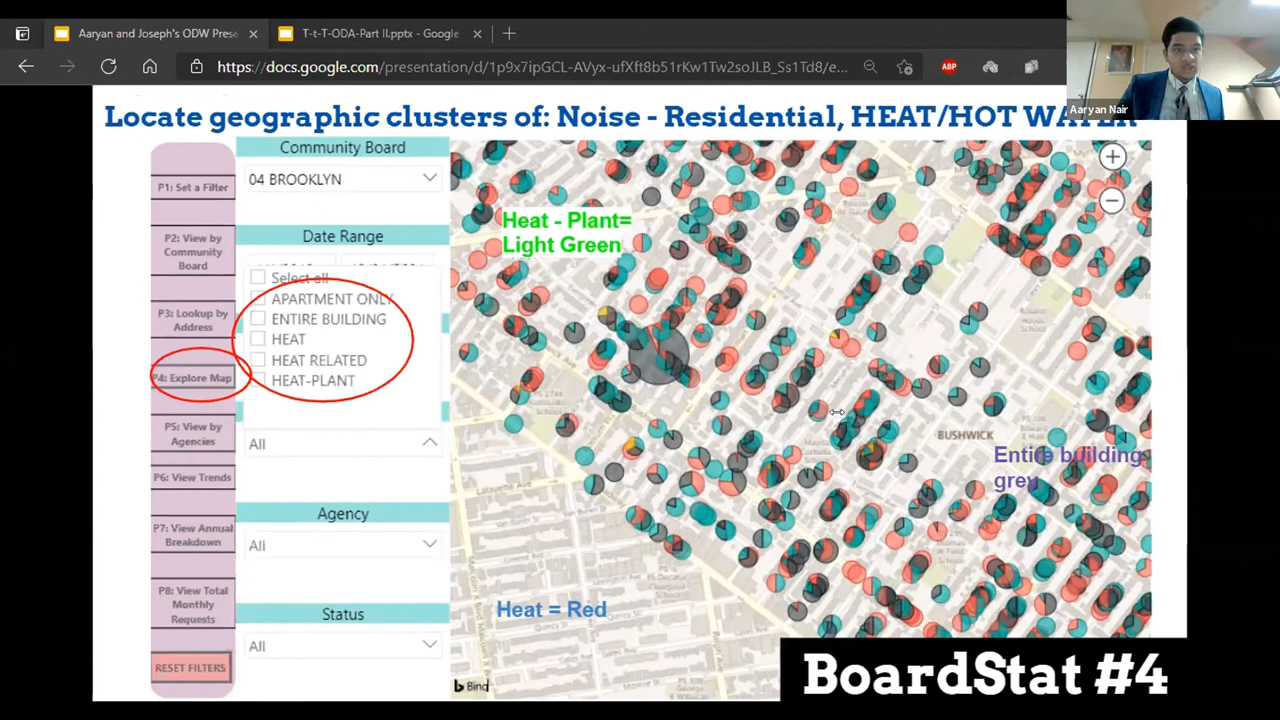 Aaryan and Joseph's ODW Prese
T-t-T-ODA-Part II.pptx - Google
https://docs.google.com/presentation/d/1p9x7ipGCL-AVyx-ufXft8b51rKw1Tw2soJLB_Ss1Td8/e...
ABP
Aaryan Nair
Locate geographic clusters of: Noise - Residential, HEAT/HOT WATER
P1: Set a Filter
P2: View by
Community
Board
P3: Lookup by
Address
P4: Explore Map
P5: View by
Agencies
P6: View Trends
P7: View Annual
Breakdown
P8: View Total
Monthly
Requests
RESET FILTERS
Community Board
04 BROOKLYN
Date Range
Select all
APARTMENT ONLY
ENTIRE BUILDING
HEAT
HEAT RELATED
HEAT-PLANT
All
Agency
All
Status
All
Heat - Plant=
Light Green
BUSHWICK
Entire building
grey
Heat = Red
Lafayette Ave
Bing
BoardStat #4